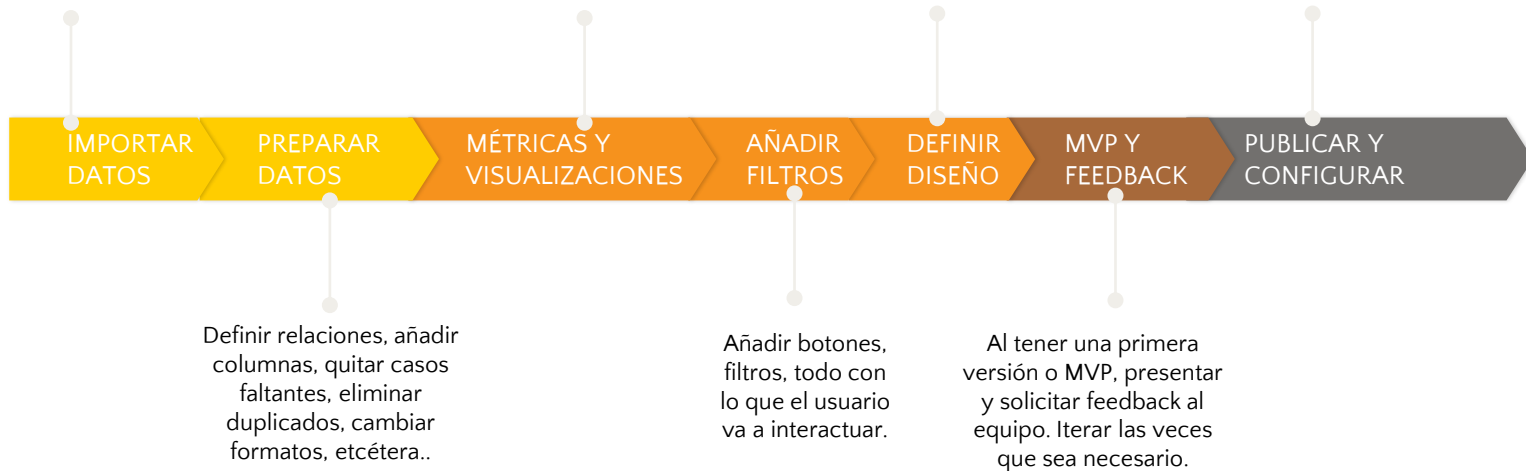 IMPORTAR
DATOS
PREPARAR
DATOS
MÉTRICAS Y
VISUALIZACIONES
AÑADIR
FILTROS
DEFINIR
DISEÑO
MVP Y
FEEDBACK
PUBLICAR Y
CONFIGURAR
Definir relaciones, añadir
columnas, quitar casos
faltantes, eliminar
duplicados, cambiar
formatos, etcétera..
Añadir botones,
filtros, todo con
lo que el usuario
va a interactuar.
Al tener una primera
versión o MVP, presentar
y solicitar feedback al
equipo. Iterar las veces
que sea necesario.